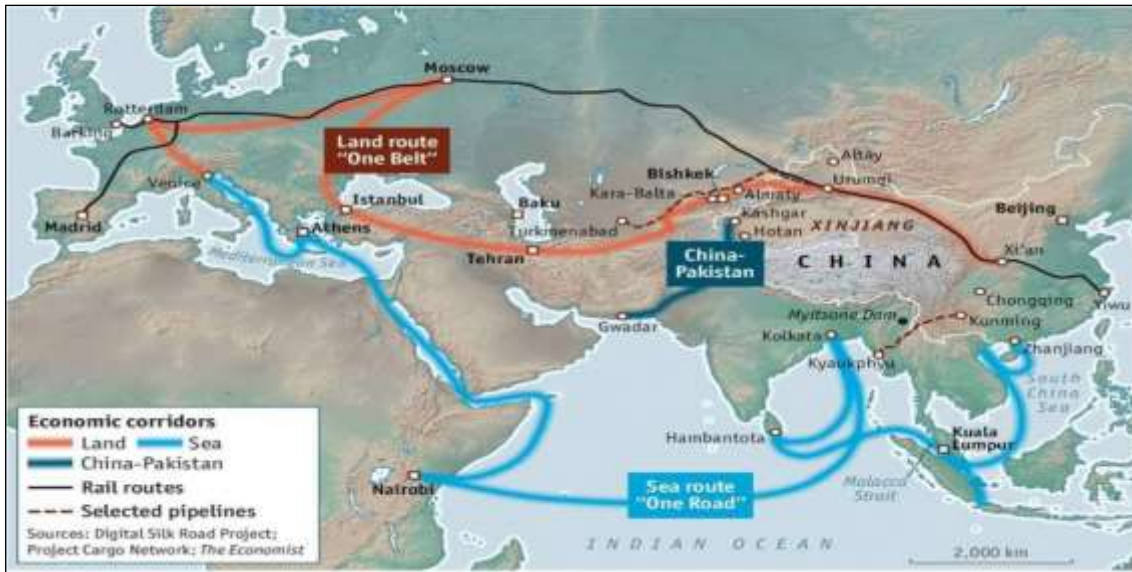 Moscow
Rotterdam
Barking
Land route
"One Belt"
Altay
Bishkek
Urumqi
Venice
Kara-Balta
Almaty
Istanbul
Baku
Kashgar
Beijing
Madrid
Athens
Turkmenabad
Hotan
XINJIANG
Mediterranean Sea
Tehran
China-
Pakistan
CHINA
Xi'an
Chongqing
Yiwu
Gwadar
Myitsone Dam
Kunming
Kolkata
Kyaukphyu
Zhanjiang
South
China
Sea
Economic corridors
Land
Sea
China-Pakistan
Rail routes
Selected pipelines
Sources: Digital Silk Road Project;
Project Cargo Network; The Economist
Hambantota
Kuala
Lumpur
Nairobi
Sea route
"One Road"
Malacca
Strait
INDIAN OCEAN
2,000 km